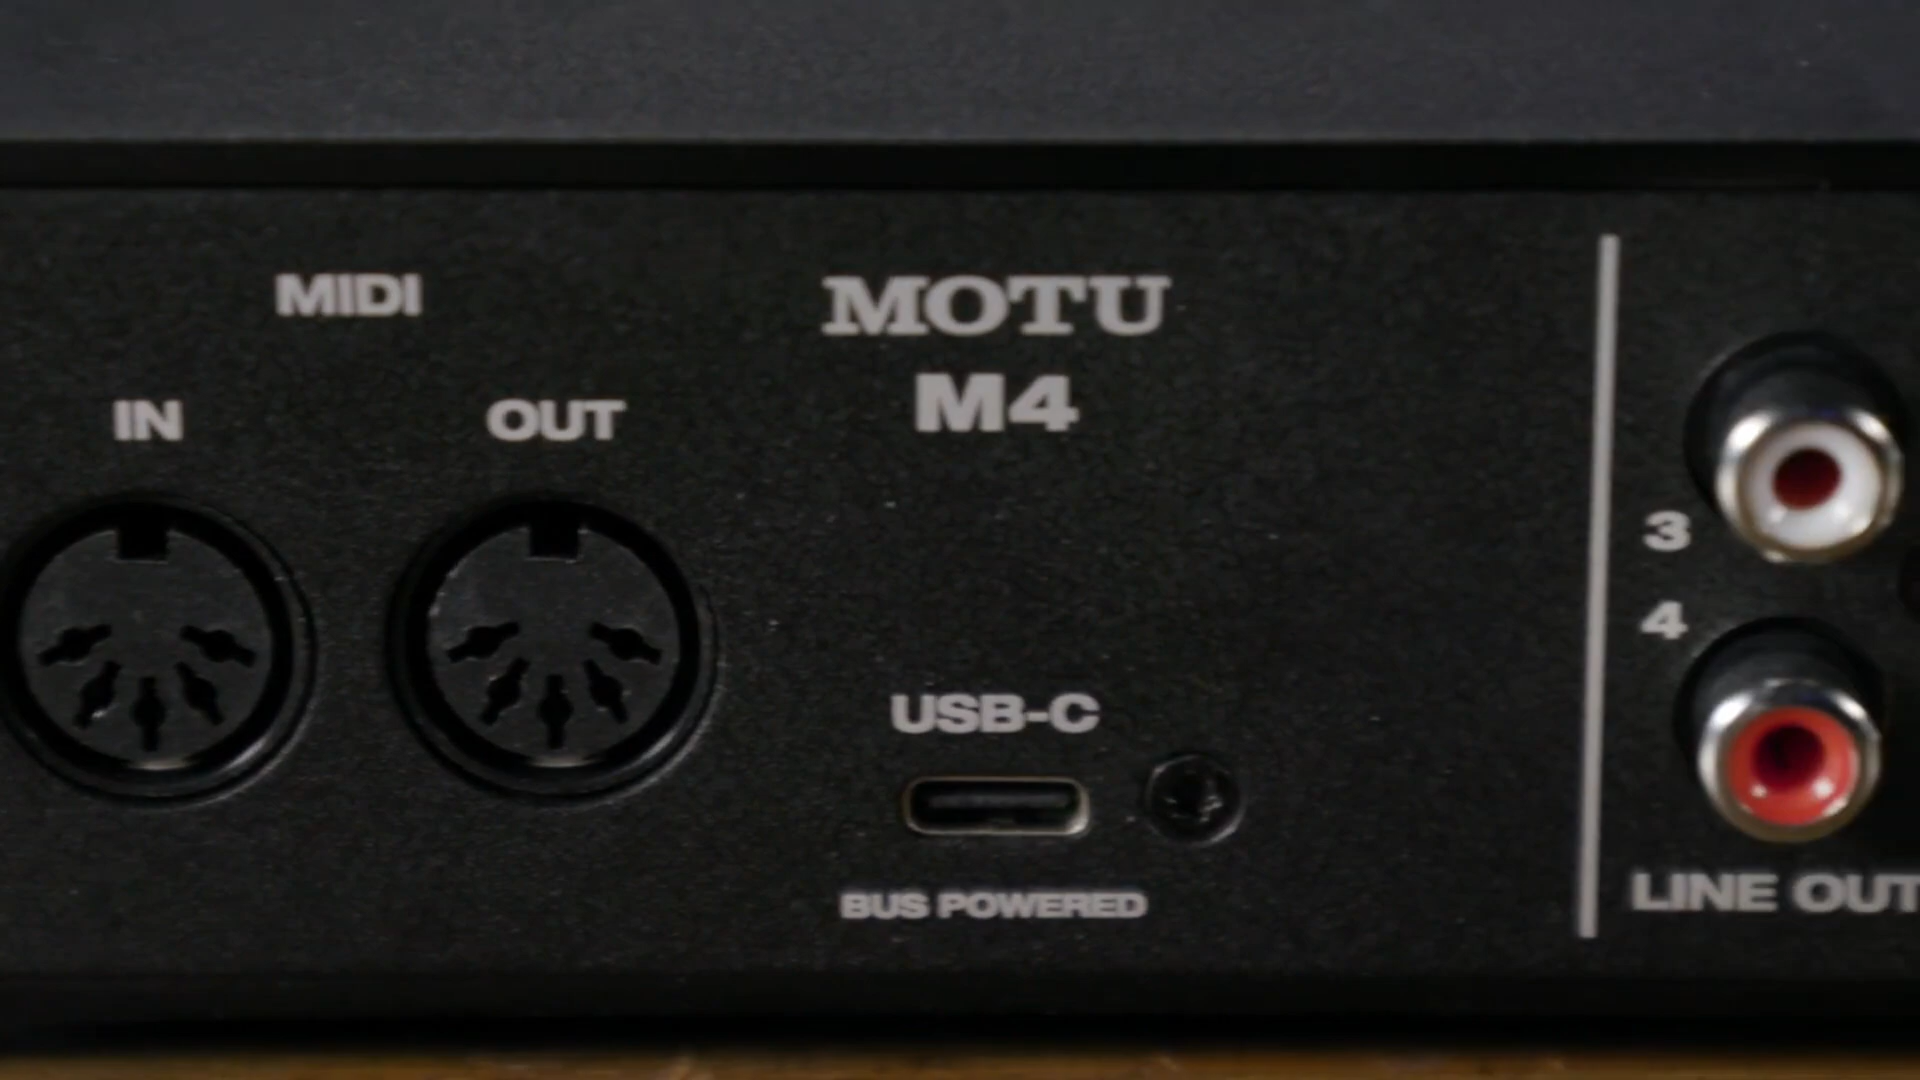 MIDI
IN
OUT
MOTU
M4
USB-C
BUS POWERED
3
4
LINE OUT